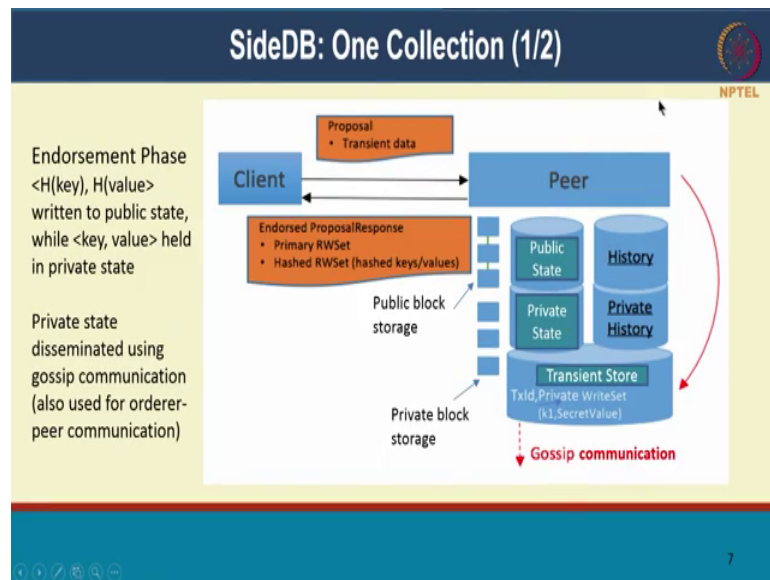 SideDB: One Collection (1/2)
NPTEL
Endorsement Phase
<H(key), H(value>
written to public state,
while <key, value> held
in private state
Private state
disseminated using
gossip communication
(also used for orderer-
peer communication)
Proposal
• Transient data
Client
Peer
Endorsed ProposalResponse
• Primary RWSet
• Hashed RWSet (hashed keys/values)
Public block
storage
Public
State
History
Private
State
Private
History
Transient Store
TxId,Private WriteSet
(k1,SecretValue)
Private block
storage
Gossip communication
7